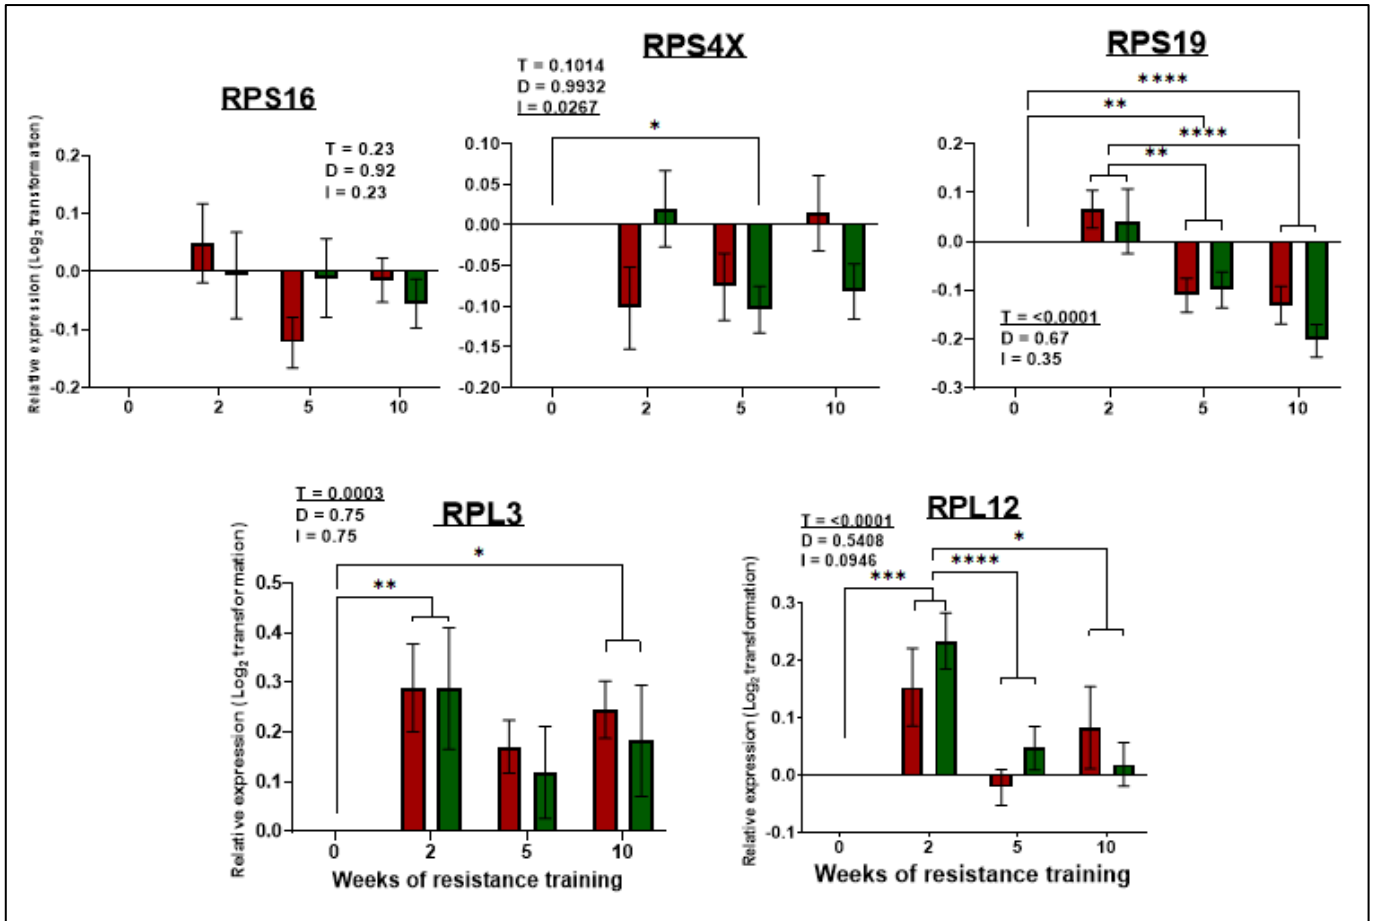 RPS16
T = 0.23
D = 0.92
I = 0.23
Relative expression (Log2 transformation)
0.2
0.1
0.0
-0.1
-0.2
0 2 5 10
RPS4X
T = 0.1014
D = 0.9932
I = 0.0267
*
0.10
0.05
0.00
-0.05
-0.10
-0.15
-0.20
0 2 5 10
RPS19
****
**
****
**
0.2
0.1
0.0
-0.1
-0.2
-0.3
T = <0.0001
D = 0.67
I = 0.35
0 2 5 10
T = 0.0003
D = 0.75
I = 0.75
RPL3
*
**
Relative expression (Log2 transformation)
0.5
0.4
0.3
0.2
0.1
0.0
0 2 5 10
Weeks of resistance training
RPL12
T = <0.0001
D = 0.5408
I = 0.0946
*
****
***
Relative expression (Log2 transformation)
0.3
0.2
0.1
0.0
-0.1
0 2 5 10
Weeks of resistance training